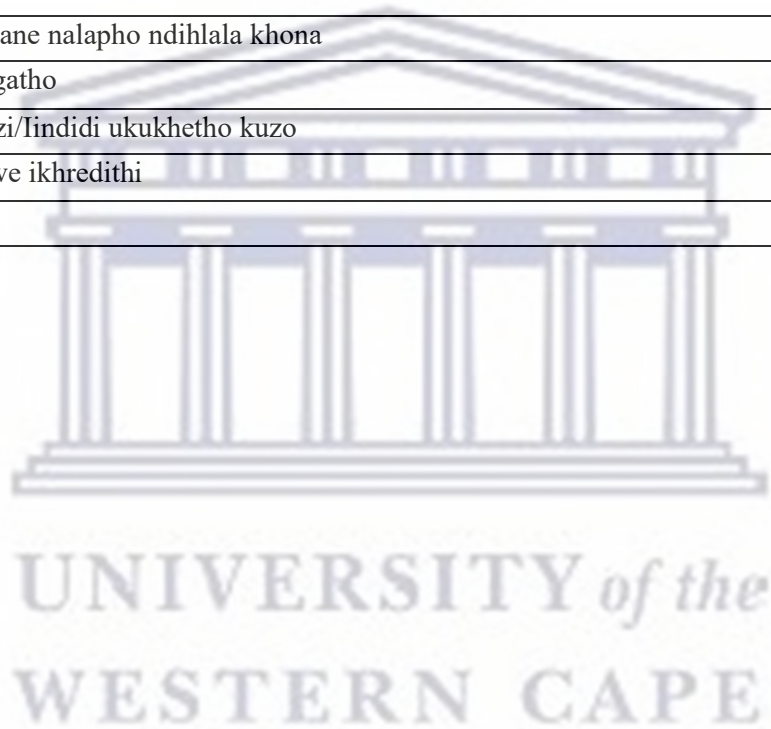 ane nalapho ndihlala khona
gatho
zi/Iindidi ukukhetho kuzo
ve ikhredithi
UNIVERSITY of the
WESTERN CAPE